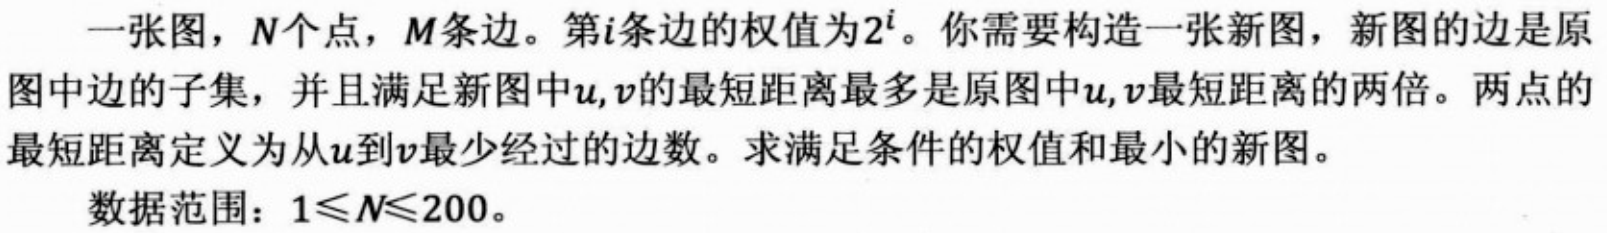 一张图，N个点，M条边。第i条边的权值为2^i。你需要构造一张新图，新图的边是原
图中边的子集，并且满足新图中u,v的最短距离最多是原图中u,v最短距离的两倍。两点的
最短距离定义为从u到v最少经过的边数。求满足条件的权值和最小的新图。
数据范围：1≤N≤200。